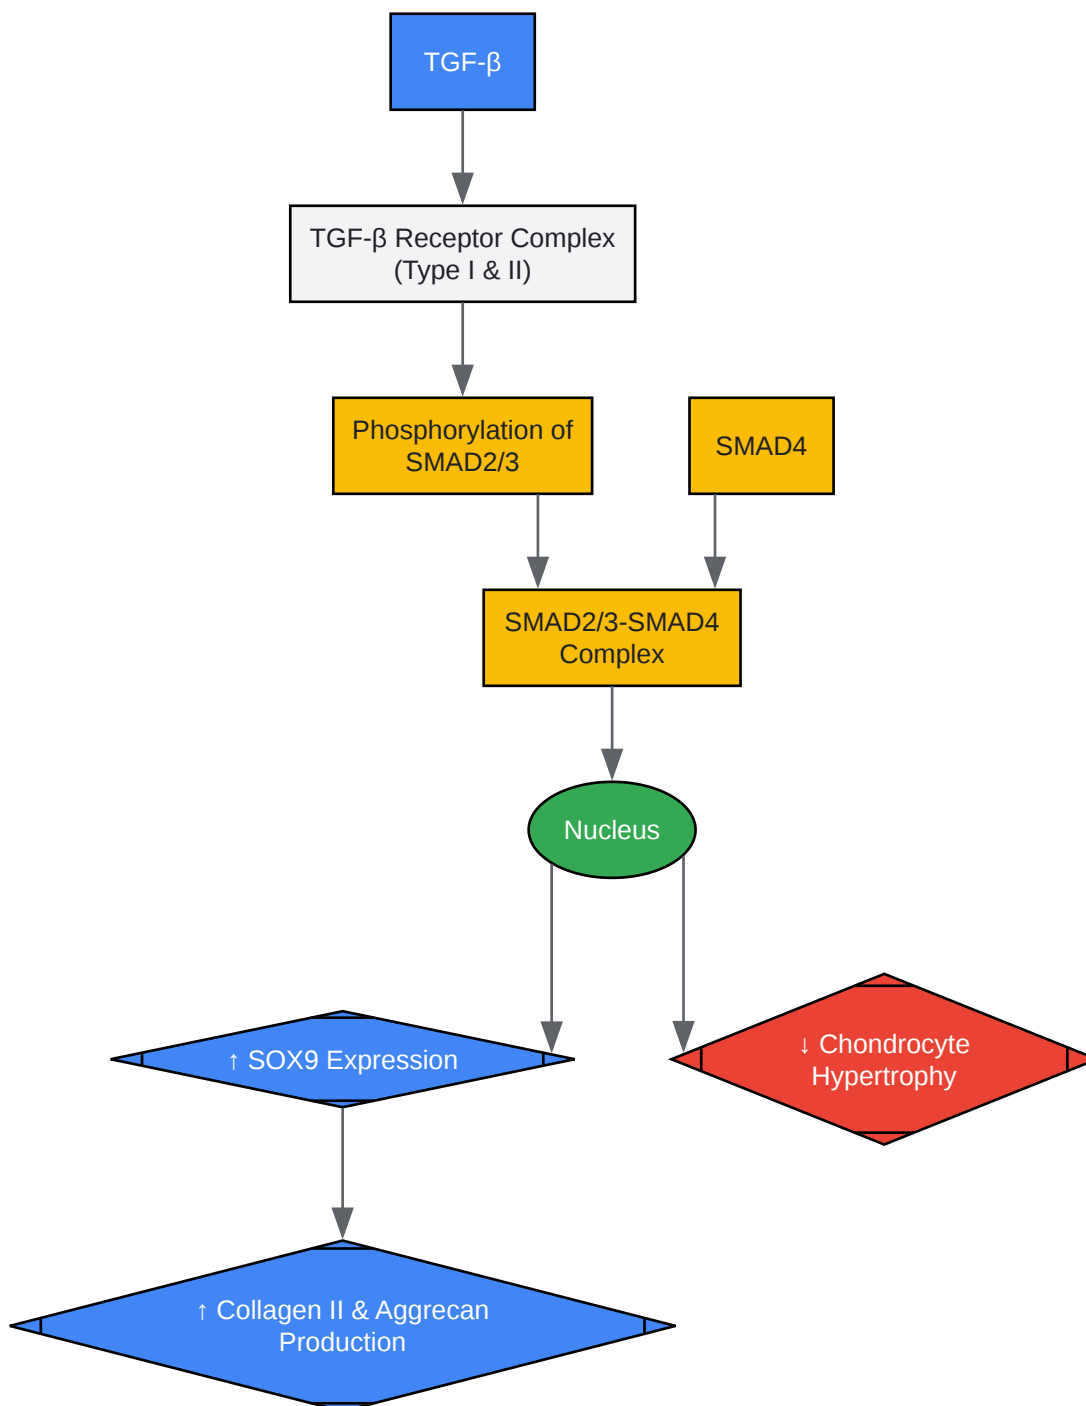 TGF-β
TGF-β Receptor Complex
(Type I & II)
Phosphorylation of
SMAD2/3
SMAD4
SMAD2/3-SMAD4
Complex
Nucleus
↑ SOX9 Expression
↓ Chondrocyte
Hypertrophy
↑ Collagen II & Aggrecan
Production